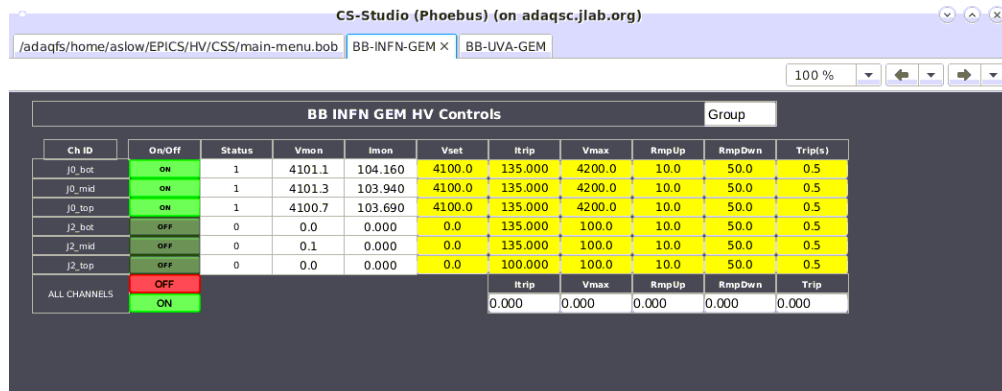 CS-Studio (Phoebus) (on adaqsc.jlab.org)
/adaqfs/home/aslow/EPICS/HV/CSS/main-menu.bob BB-INFN-GEM × BB-UVA-GEM
100 %
BB INFN GEM HV Controls Group
Ch ID On/Off Status Vmon Imon Vset Itrip Vmax RmpUp RmpDwn Trip(s)
J0_bot ON 1 4101.1 104.160 4100.0 135.000 4200.0 10.0 50.0 0.5
J0_mid ON 1 4101.3 103.940 4100.0 135.000 4200.0 10.0 50.0 0.5
J0_top ON 1 4100.7 103.690 4100.0 135.000 4200.0 10.0 50.0 0.5
J2_bot OFF 0 0.0 0.000 0.0 135.000 100.0 10.0 50.0 0.5
J2_mid OFF 0 0.1 0.000 0.0 135.000 100.0 10.0 50.0 0.5
J2_top OFF 0 0.0 0.000 0.0 100.000 100.0 10.0 50.0 0.5
ALL CHANNELS OFF Itrip Vmax RmpUp RmpDwn Trip
ON 0.000 0.000 0.000 0.000 0.000